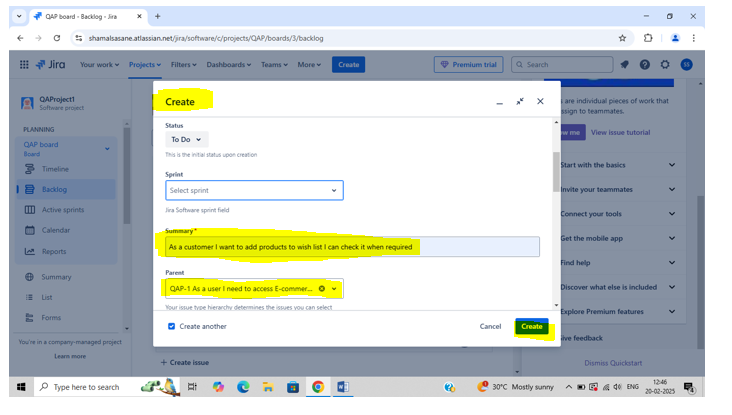 QAP board - Backlog - Jira
shamalsasane.atlassian.net/jira/software/c/projects/QAP/boards/3/backlog
Jira Your work Projects Filters Dashboards Teams More Create Premium trial Search SS
QAProject1
Software project
PLANNING
QAP board
Board
Timeline
Backlog
Active sprints
Calendar
Reports
Summary
List
Forms
You're in a company-managed project
Learn more
Create
Status
To Do
This is the initial status upon creation
Sprint
Select sprint
Jira Software sprint field
Summary*
As a customer I want to add products to wish list I can check it when required
Parent
QAP-1 As a user I need to access E-commer...
Your issue type hierarchy determines the issues you can select
Create another
Cancel Create
+ Create issue
s are individual pieces of work that
ssign to teammates.
ow me View issue tutorial
Start with the basics
Invite your teammates
Connect your tools
Get the mobile app
Find help
Discover what else is included
Explore Premium features
Give feedback
Dismiss Quickstart
Type here to search
30°C Mostly sunny
ENG
12:46
20-02-2025